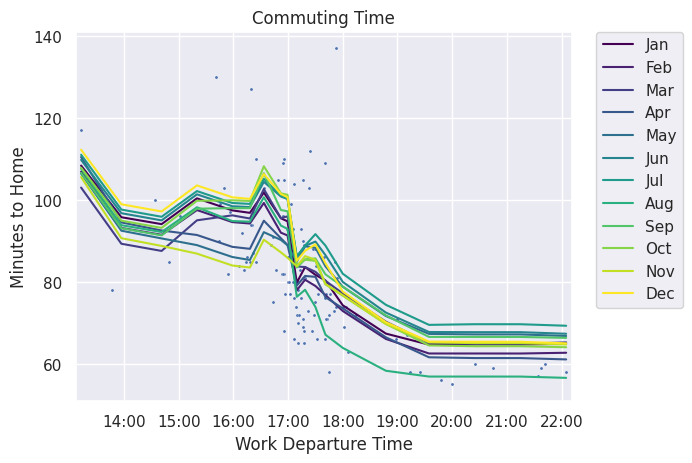 Commuting Time
Minutes to Home
140
120
100
80
60
14:00 15:00 16:00 17:00 18:00 19:00 20:00 21:00 22:00
Work Departure Time
Jan
Feb
Mar
Apr
May
Jun
Jul
Aug
Sep
Oct
Nov
Dec